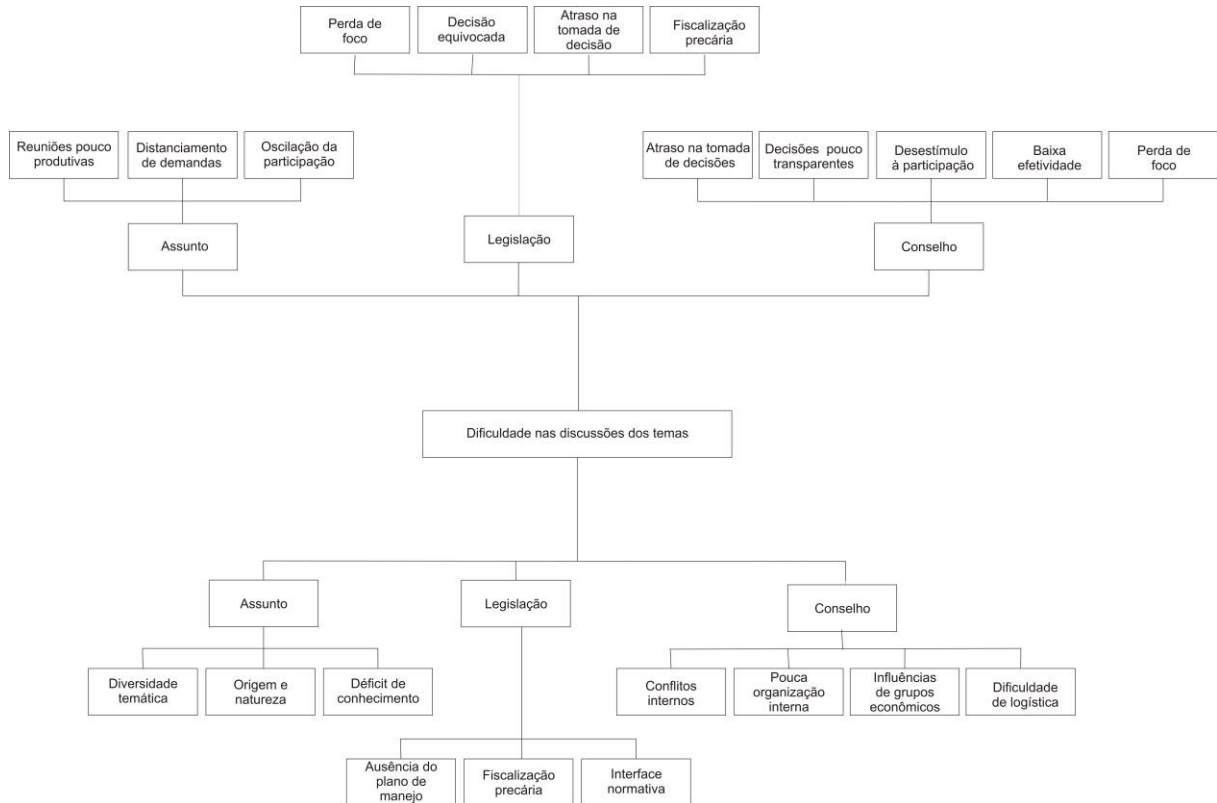 Perda de
foco
Decisão
equivocada
Atraso na
tomada de
decisão
Fiscalização
precária
Reuniões pouco
produtivas
Distanciamento
de demandas
Oscilação da
participação
Atraso na tomada
de decisões
Decisões pouco
transparentes
Desestímulo
à participação
Baixa
efetividade
Perda de
foco
Assunto
Legislação
Conselho
Dificuldade nas discussões dos temas
Assunto
Legislação
Conselho
Diversidade
temática
Origem e
natureza
Déficit de
conhecimento
Conflitos
internos
Pouca
organização
interna
Influências
de grupos
econômicos
Dificuldade
de logística
Ausência do
plano de
manejo
Fiscalização
precária
Interface
normativa